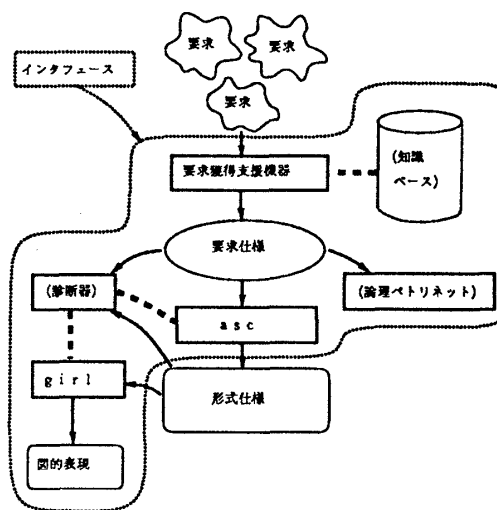 要求
要求
要求
インタフェース
要求獲得支援機器
(知識
ベース)
要求仕様
(診断器)
(論理ペトリネット)
asc
girl
形式仕様
図的表現